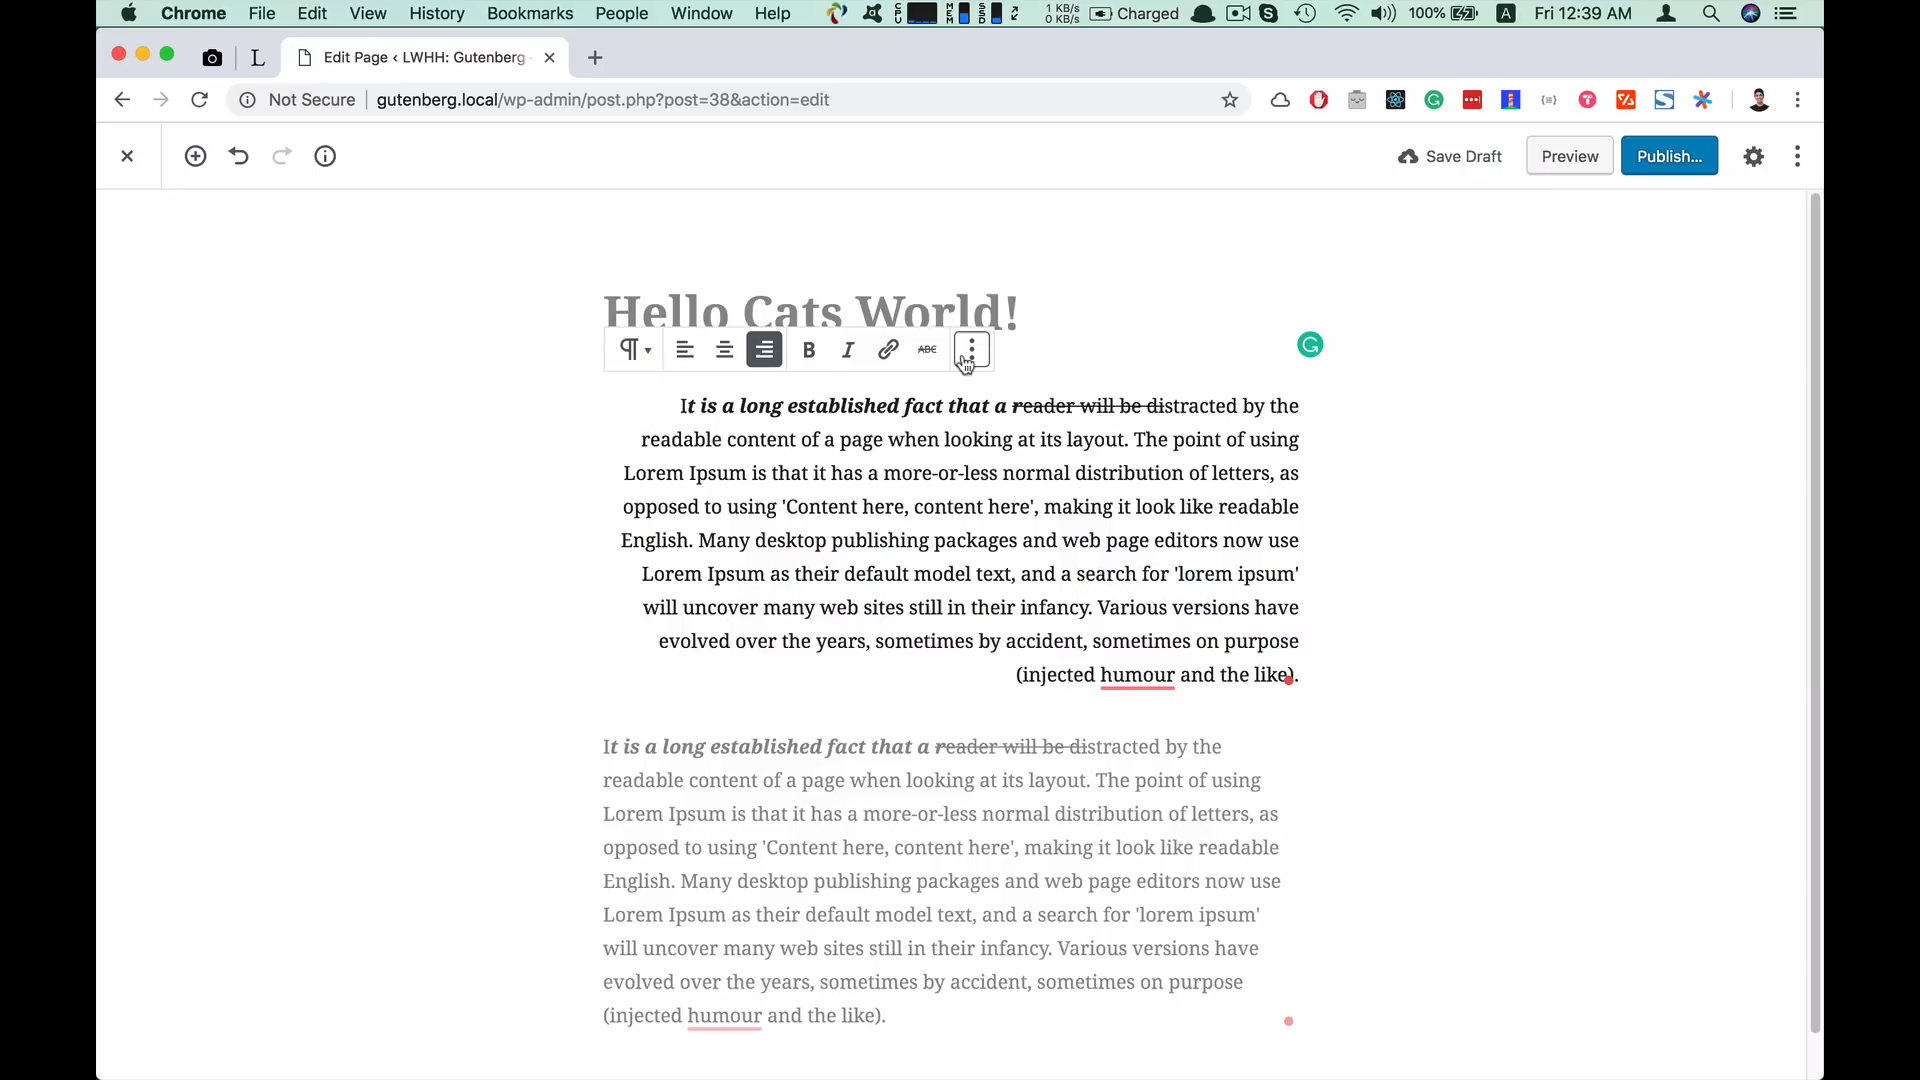 Chrome File Edit View History Bookmarks People Window Help CPU MEM SSD 1 KB/s 0 KB/s Charged 100% A Fri 12:39 AM
L Edit Page ‹ LWHH: Gutenberg
Not Secure gutenberg.local/wp-admin/post.php?post=38&action=edit
Save Draft Preview Publish...
Hello Cats World!
B I ABC
It is a long established fact that a reader will be distracted by the
readable content of a page when looking at its layout. The point of using
Lorem Ipsum is that it has a more-or-less normal distribution of letters, as
opposed to using 'Content here, content here', making it look like readable
English. Many desktop publishing packages and web page editors now use
Lorem Ipsum as their default model text, and a search for 'lorem ipsum'
will uncover many web sites still in their infancy. Various versions have
evolved over the years, sometimes by accident, sometimes on purpose
(injected humour and the like).
It is a long established fact that a reader will be distracted by the
readable content of a page when looking at its layout. The point of using
Lorem Ipsum is that it has a more-or-less normal distribution of letters, as
opposed to using 'Content here, content here', making it look like readable
English. Many desktop publishing packages and web page editors now use
Lorem Ipsum as their default model text, and a search for 'lorem ipsum'
will uncover many web sites still in their infancy. Various versions have
evolved over the years, sometimes by accident, sometimes on purpose
(injected humour and the like).